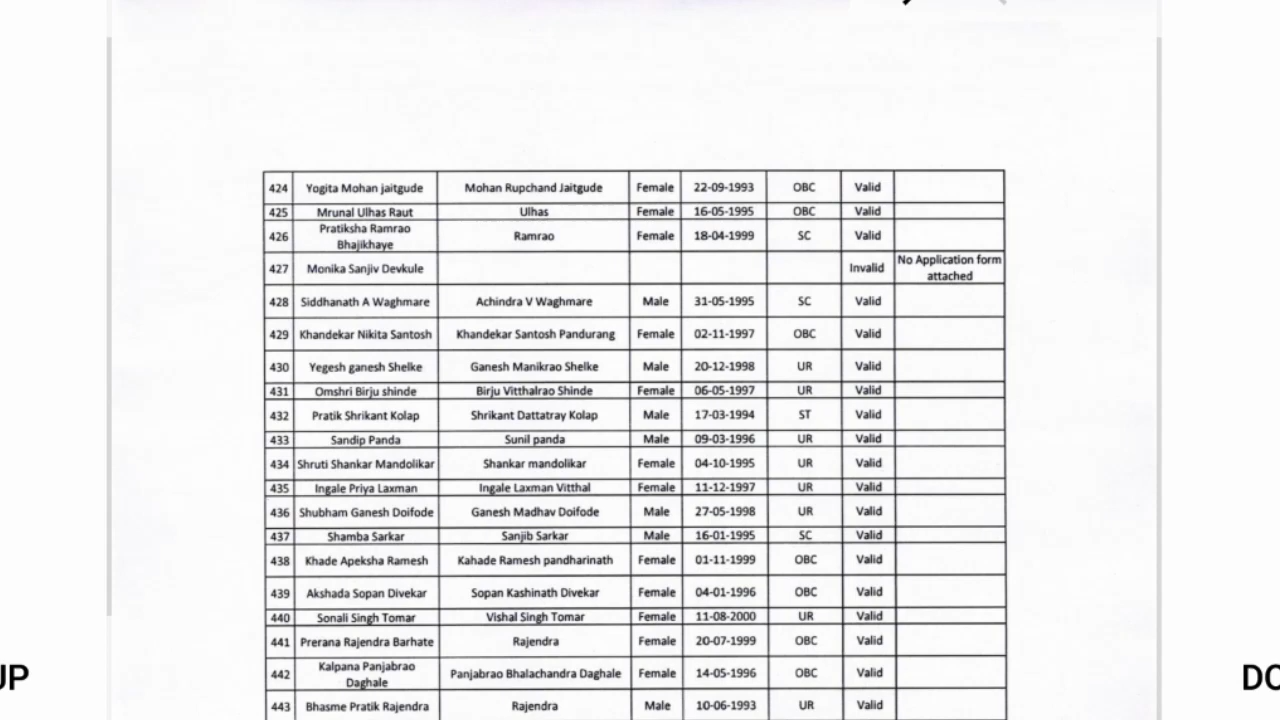 424 Yogita Mohan jaitgude Mohan Rupchand Jaitgude Female 22-09-1993 OBC Valid
425 Mrunal Ulhas Raut Ulhas Female 16-05-1995 OBC Valid
426 Pratiksha Ramrao Bhajikhaye Ramrao Female 18-04-1999 SC Valid
427 Monika Sanjiv Devkule Invalid No Application form attached
428 Siddhanath A Waghmare Achindra V Waghmare Male 31-05-1995 SC Valid
429 Khandekar Nikita Santosh Khandekar Santosh Pandurang Female 02-11-1997 OBC Valid
430 Yegesh ganesh Shelke Ganesh Manikrao Shelke Male 20-12-1998 UR Valid
431 Omshri Birju shinde Birju Vitthalrao Shinde Female 06-05-1997 UR Valid
432 Pratik Shrikant Kolap Shrikant Dattatray Kolap Male 17-03-1994 ST Valid
433 Sandip Panda Sunil panda Male 09-03-1996 UR Valid
434 Shruti Shankar Mandolikar Shankar mandolikar Female 04-10-1995 UR Valid
435 Ingale Priya Laxman Ingale Laxman Vitthal Female 11-12-1997 UR Valid
436 Shubham Ganesh Doifode Ganesh Madhav Doifode Male 27-05-1998 UR Valid
437 Shamba Sarkar Sanjib Sarkar Male 16-01-1995 SC Valid
438 Khade Apeksha Ramesh Kahade Ramesh pandharinath Female 01-11-1999 OBC Valid
439 Akshada Sopan Divekar Sopan Kashinath Divekar Female 04-01-1996 OBC Valid
440 Sonali Singh Tomar Vishal Singh Tomar Female 11-08-2000 UR Valid
441 Prerana Rajendra Barhate Rajendra Female 20-07-1999 OBC Valid
442 Kalpana Panjabrao Daghale Panjabrao Bhalachandra Daghale Female 14-05-1996 OBC Valid
443 Bhasme Pratik Rajendra Rajendra Male 10-06-1993 UR Valid